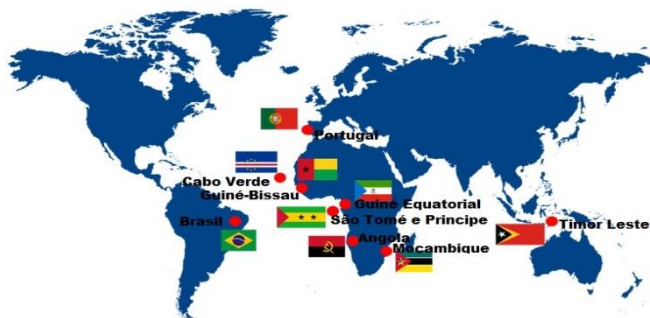 Portugal
Cabo Verde
Guiné-Bissau
Guiné Equatorial
São Tomé e Principe
Brasil
Timor Leste
Angola
Moçambique